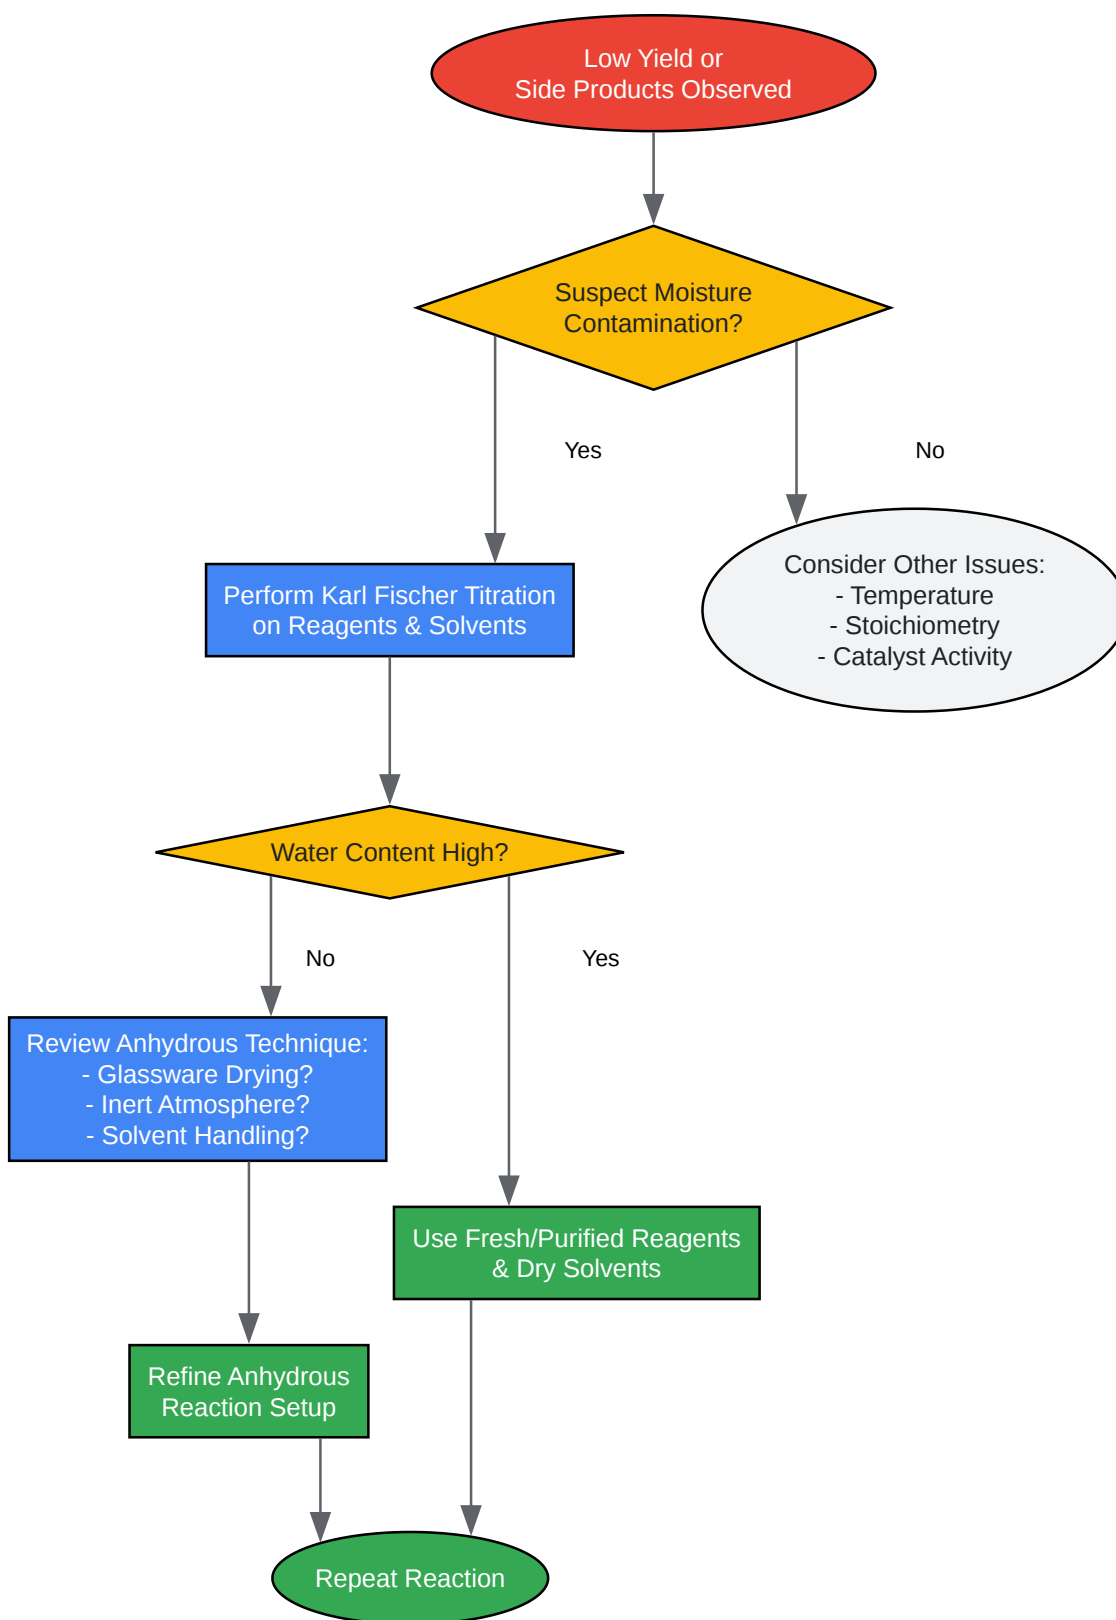 Low Yield or
Side Products Observed
Suspect Moisture
Contamination?
Yes
No
Consider Other Issues:
- Temperature
- Stoichiometry
- Catalyst Activity
Perform Karl Fischer Titration
on Reagents & Solvents
Water Content High?
No
Yes
Review Anhydrous Technique:
- Glassware Drying?
- Inert Atmosphere?
- Solvent Handling?
Use Fresh/Purified Reagents
& Dry Solvents
Refine Anhydrous
Reaction Setup
Repeat Reaction